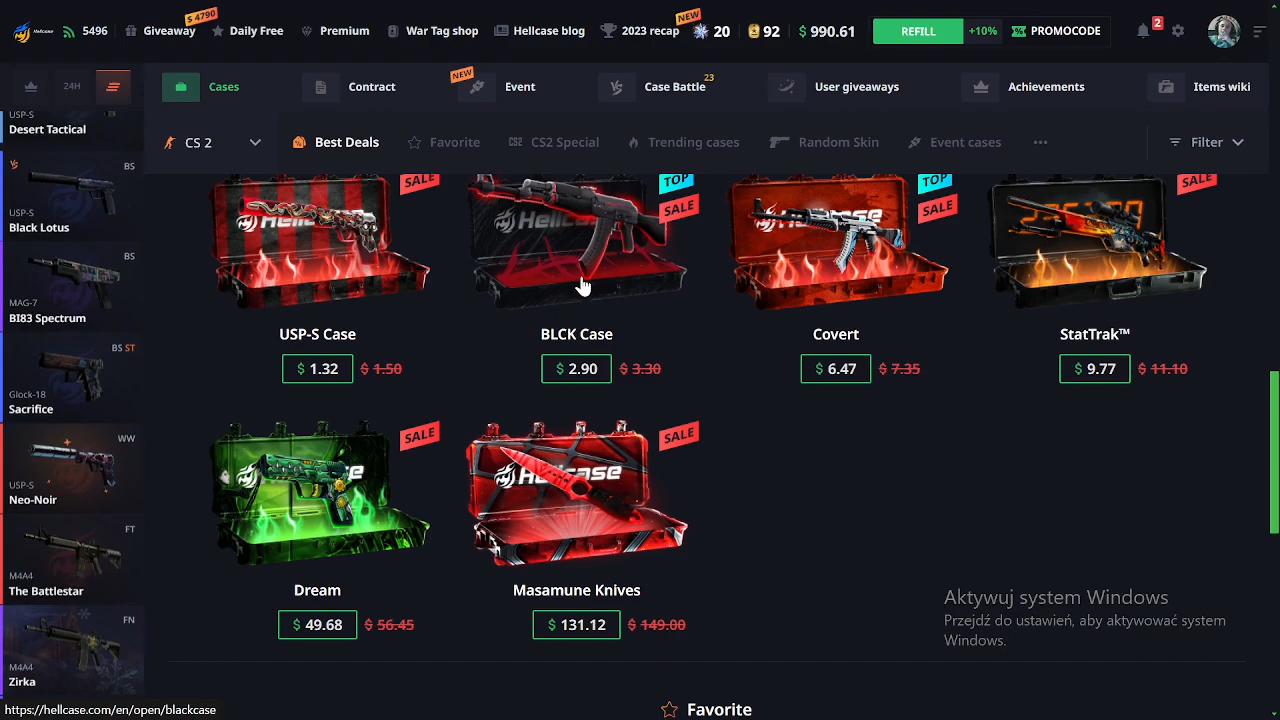 $ 4790
NEW
Hellcase
5496
Giveaway
Daily Free
Premium
War Tag shop
Hellcase blog
2023 recap
20
92
$ 990.61
REFILL
+10%
PROMOCODE
2
24H
Cases
Contract
NEW
Event
Case Battle
23
User giveaways
Achievements
Items wiki
CS 2
Best Deals
Favorite
CS2 CS2 Special
Trending cases
Random Skin
Event cases
Filter
USP-S
Desert Tactical
BS
USP-S
Black Lotus
BS
MAG-7
BI83 Spectrum
BS ST
Glock-18
Sacrifice
WW
USP-S
Neo-Noir
FT
M4A4
The Battlestar
FN
M4A4
Zirka
SALE
USP-S Case
$ 1.32 $ 1.50
TOP
SALE
Hellcase
BLCK Case
$ 2.90 $ 3.30
TOP
SALE
Covert
$ 6.47 $ 7.35
SALE
StatTrak™
$ 9.77 $ 11.10
SALE
Dream
$ 49.68 $ 56.45
SALE
Hellcase
Masamune Knives
$ 131.12 $ 149.00
Aktywuj system Windows
Przejdź do ustawień, aby aktywować system
Windows.
Favorite
https://hellcase.com/en/open/blackcase